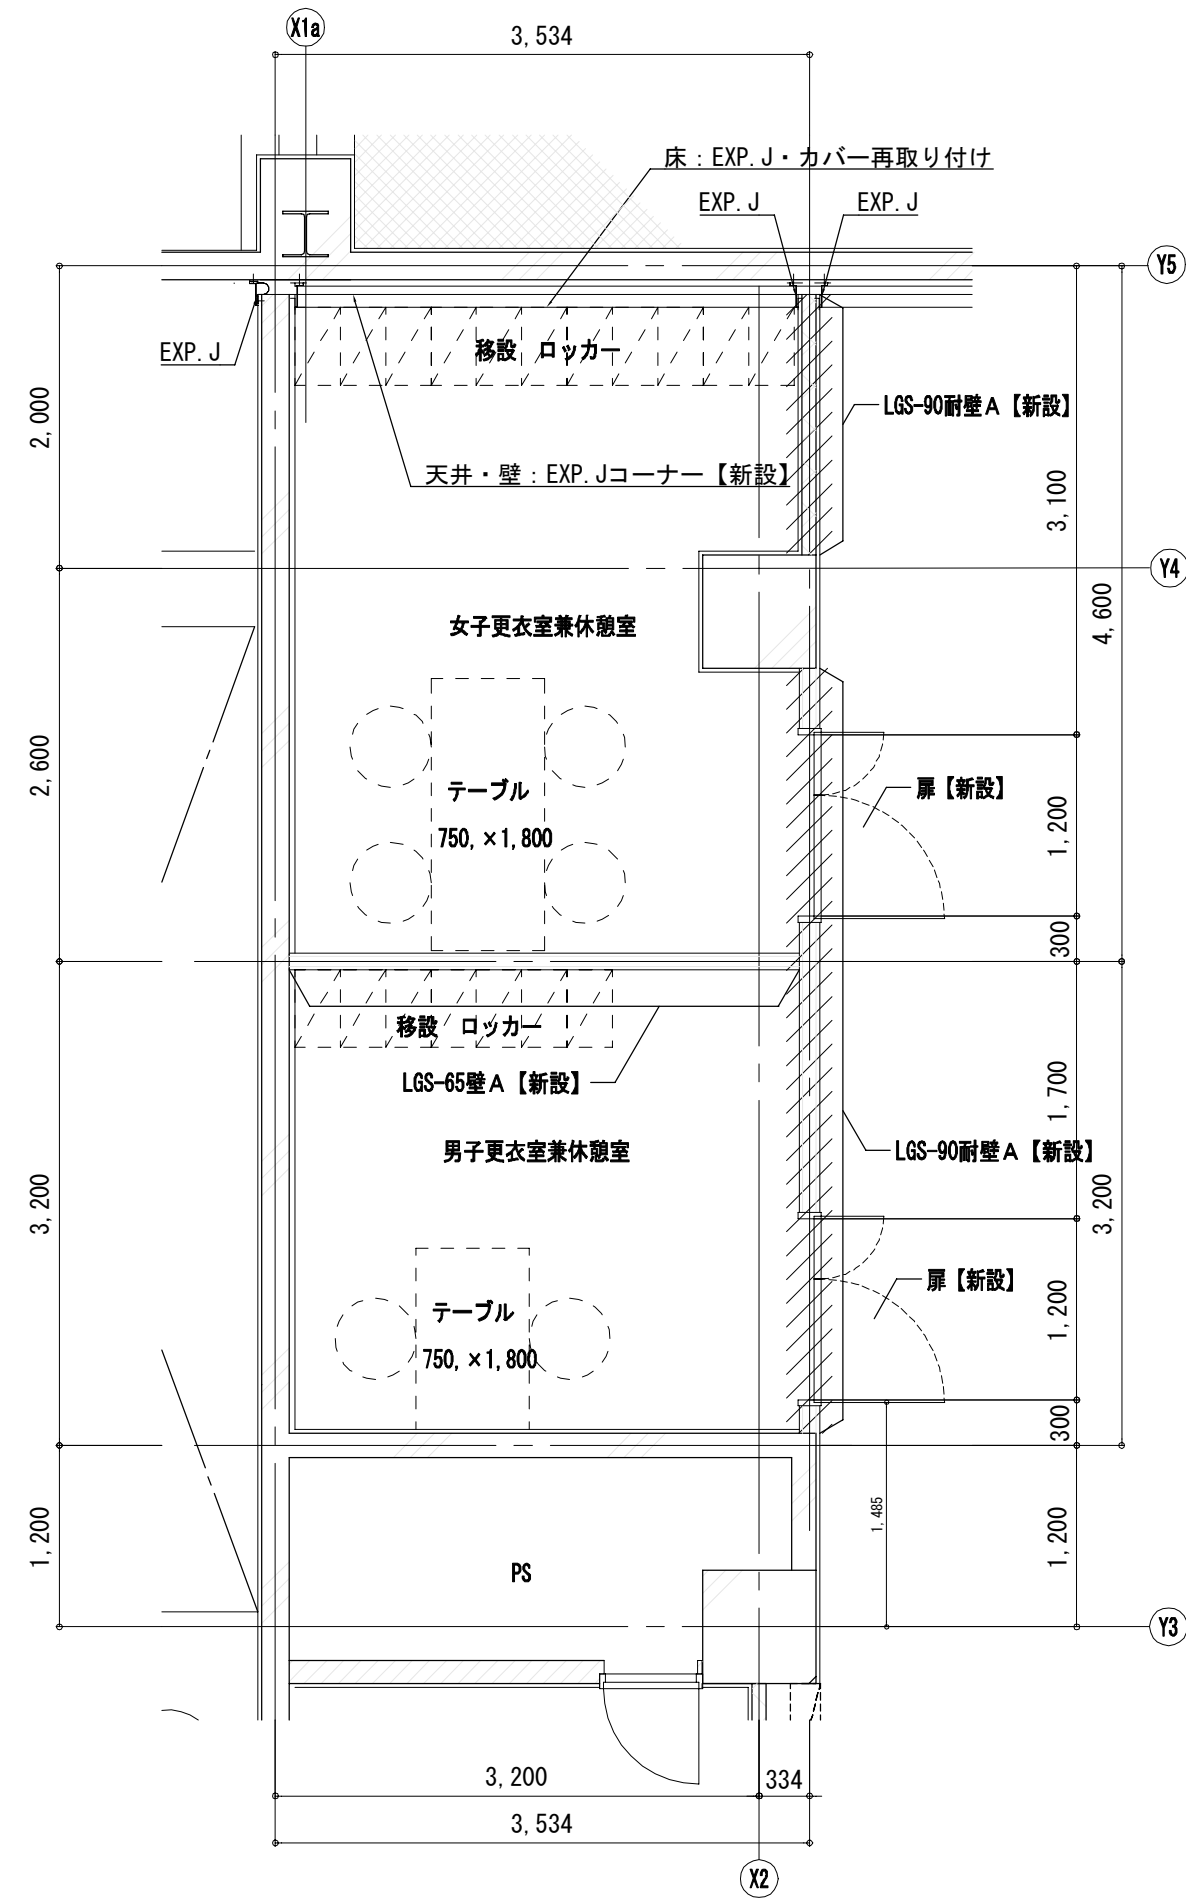 X1a
3,534
床：EXP.J・カバー再取り付け
EXP.J
EXP.J
Y5
EXP.J
移設　ロッカー
LGS-90耐壁A【新設】
2,000
天井・壁：EXP.Jコーナー【新設】
3,100
Y4
4,600
女子更衣室兼休憩室
2,600
テーブル
750,×1,800
扉【新設】
1,200
300
移設　ロッカー
LGS-65壁A【新設】
1,700
男子更衣室兼休憩室
LGS-90耐壁A【新設】
3,200
3,200
扉【新設】
テーブル
750,×1,800
1,200
300
1,485
1,200
1,200
PS
Y3
3,200
334
3,534
X2